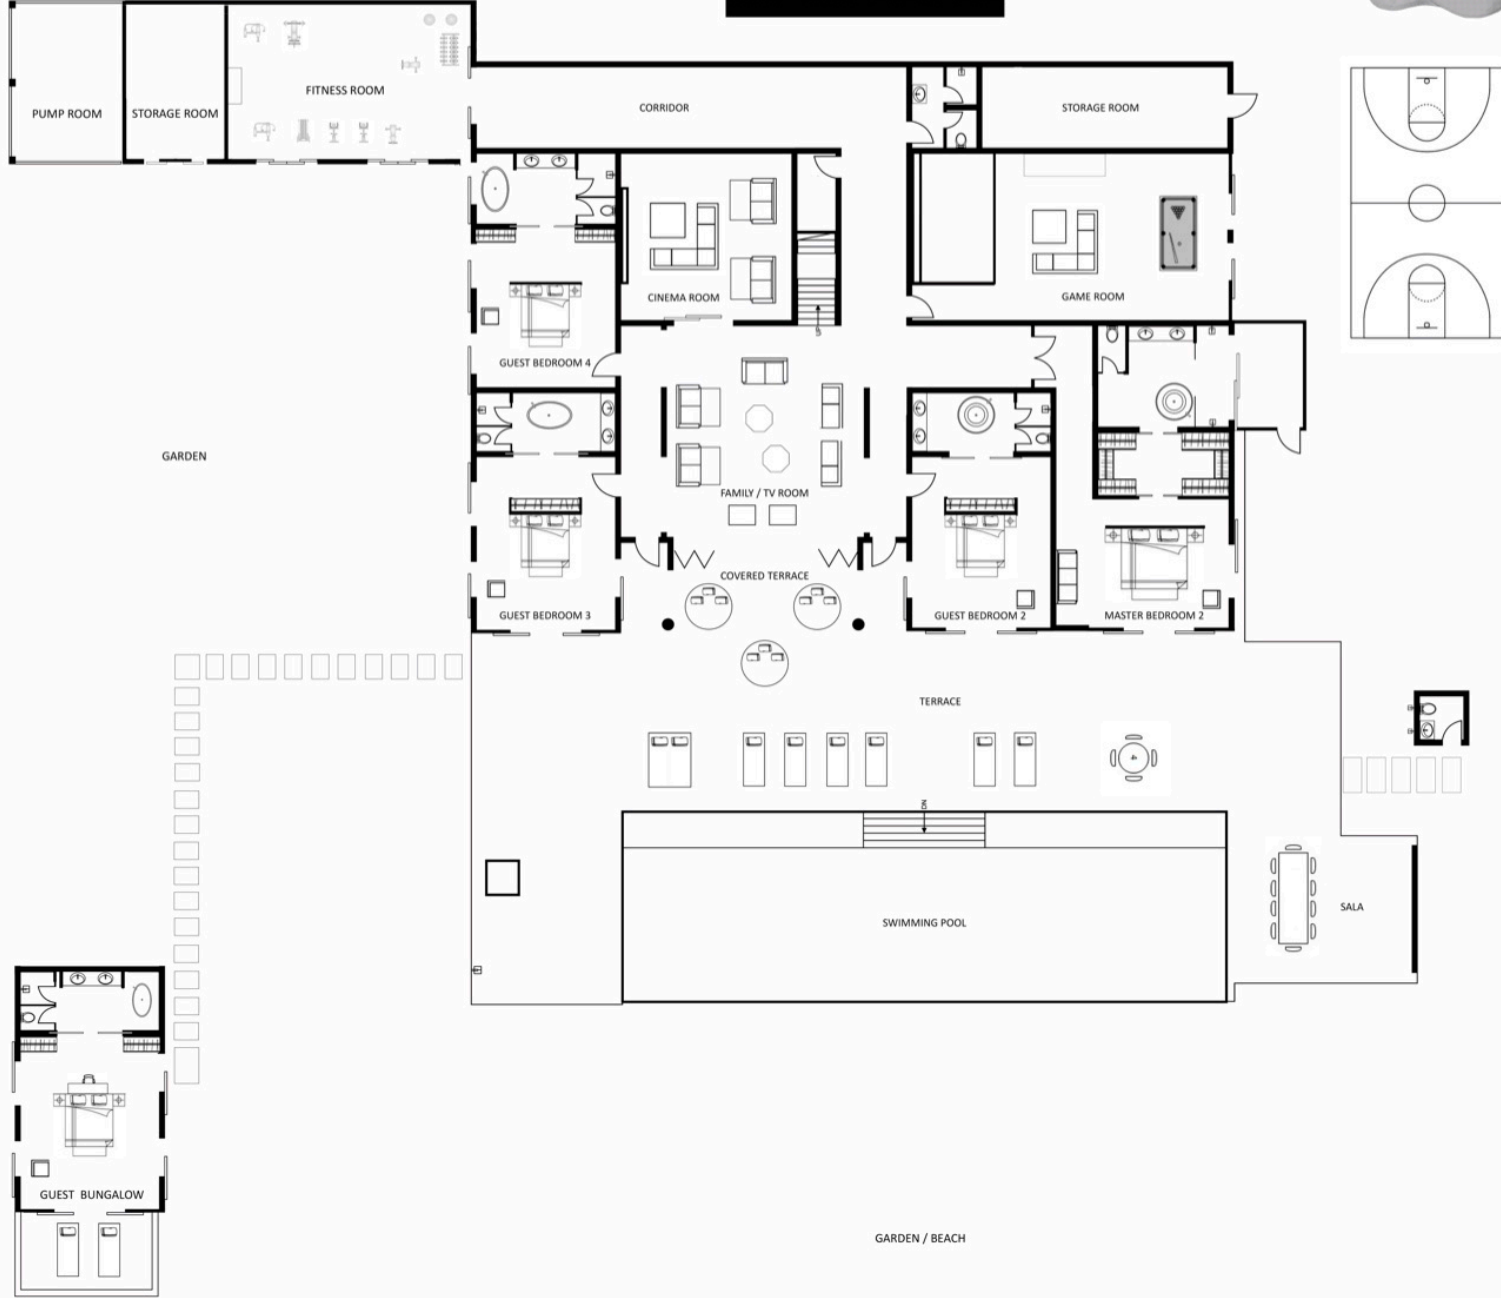 FITNESS ROOM
PUMP ROOM
STORAGE ROOM
CORRIDOR
STORAGE ROOM
CINEMA ROOM
GAME ROOM
UP
GUEST BEDROOM 4
GARDEN
FAMILY / TV ROOM
COVERED TERRACE
GUEST BEDROOM 3
GUEST BEDROOM 2
MASTER BEDROOM 2
TERRACE
DN
SWIMMING POOL
SALA
GUEST BUNGALOW
GARDEN / BEACH